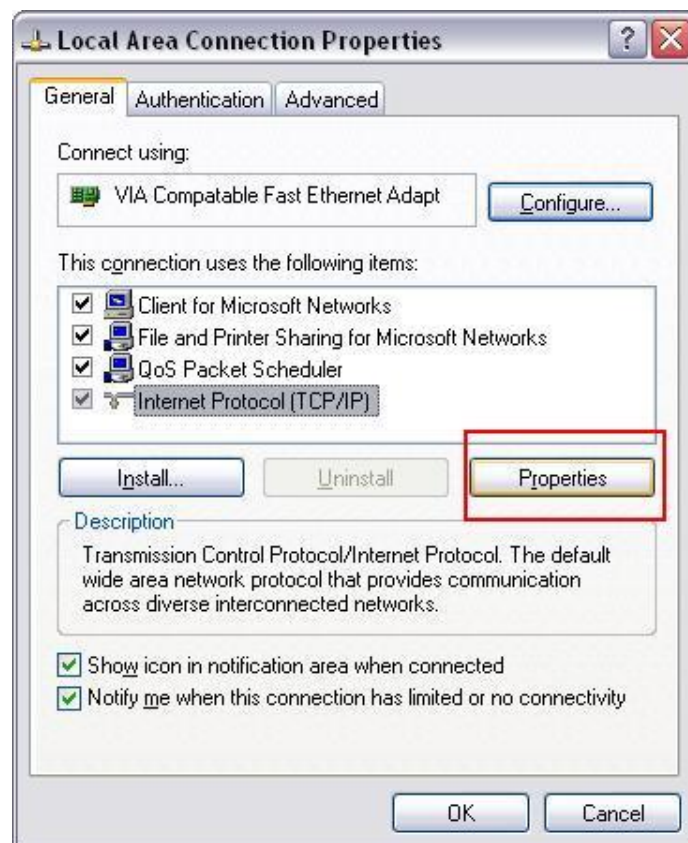 Local Area Connection Properties
General Authentication Advanced
Connect using:
VIA Compatable Fast Ethernet Adapt
Configure...
This connection uses the following items:
Client for Microsoft Networks
File and Printer Sharing for Microsoft Networks
QoS Packet Scheduler
Internet Protocol (TCP/IP)
Install... Uninstall Properties
Description
Transmission Control Protocol/Internet Protocol. The default
wide area network protocol that provides communication
across diverse interconnected networks.
Show icon in notification area when connected
Notify me when this connection has limited or no connectivity
OK Cancel